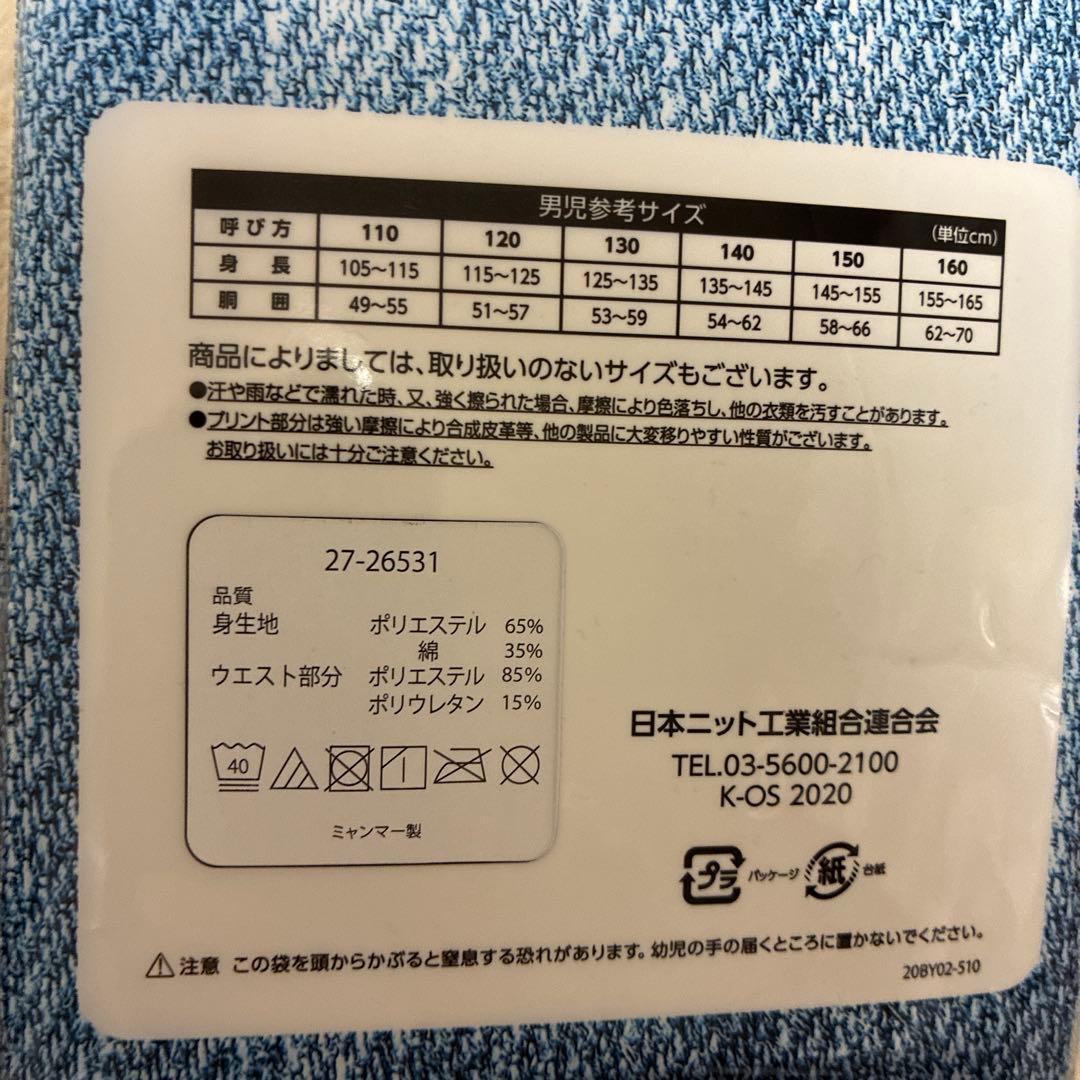 男児参考サイズ
(単位cm)
呼び方 110 120 130 140 150 160
身長 105〜115 115〜125 125〜135 135〜145 145〜155 155〜165
胴囲 49〜55 51〜57 53〜59 54〜62 58〜66 62〜70
商品によりましては、取り扱いのないサイズもございます。
●汗や雨などで濡れた時、又、強く擦られた場合、摩擦により色落ちし、他の衣類を汚すことがあります。
●プリント部分は強い摩擦により合成皮革等、他の製品に大変移りやすい性質がございます。
お取り扱いには十分ご注意ください。
27-26531
品質
身生地 ポリエステル 65%
綿 35%
ウエスト部分 ポリエステル 85%
ポリウレタン 15%
40
ミャンマー製
日本ニット工業組合連合会
TEL.03-5600-2100
K-OS 2020
プラ パッケージ 紙 台紙
注意 この袋を頭からかぶると窒息する恐れがあります。幼児の手の届くところに置かないでください。
20BY02-510